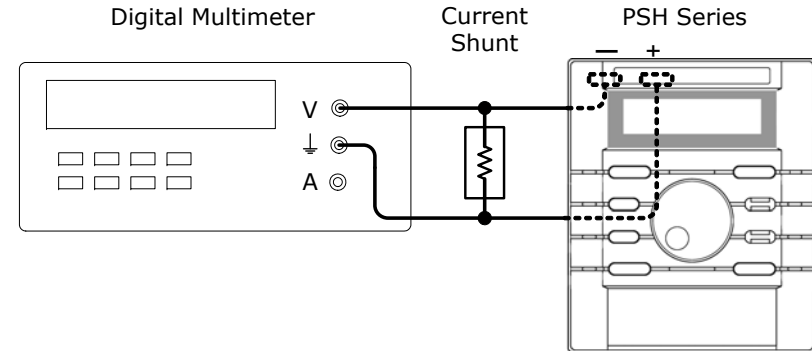 Digital Multimeter
Current
Shunt
PSH Series
— +
V
A